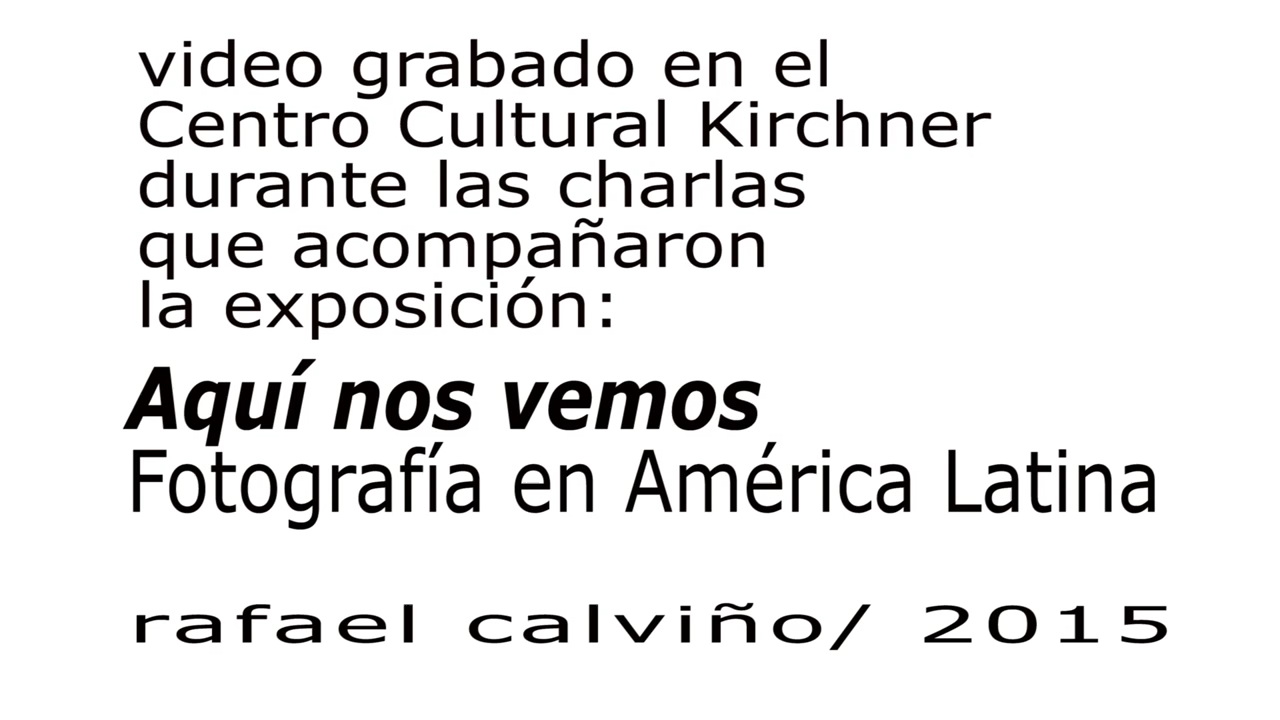 video grabado en el
Centro Cultural Kirchner
durante las charlas
que acompañaron
la exposición:
Aquí nos vemos
Fotografía en América Latina
rafael calviño/ 2015